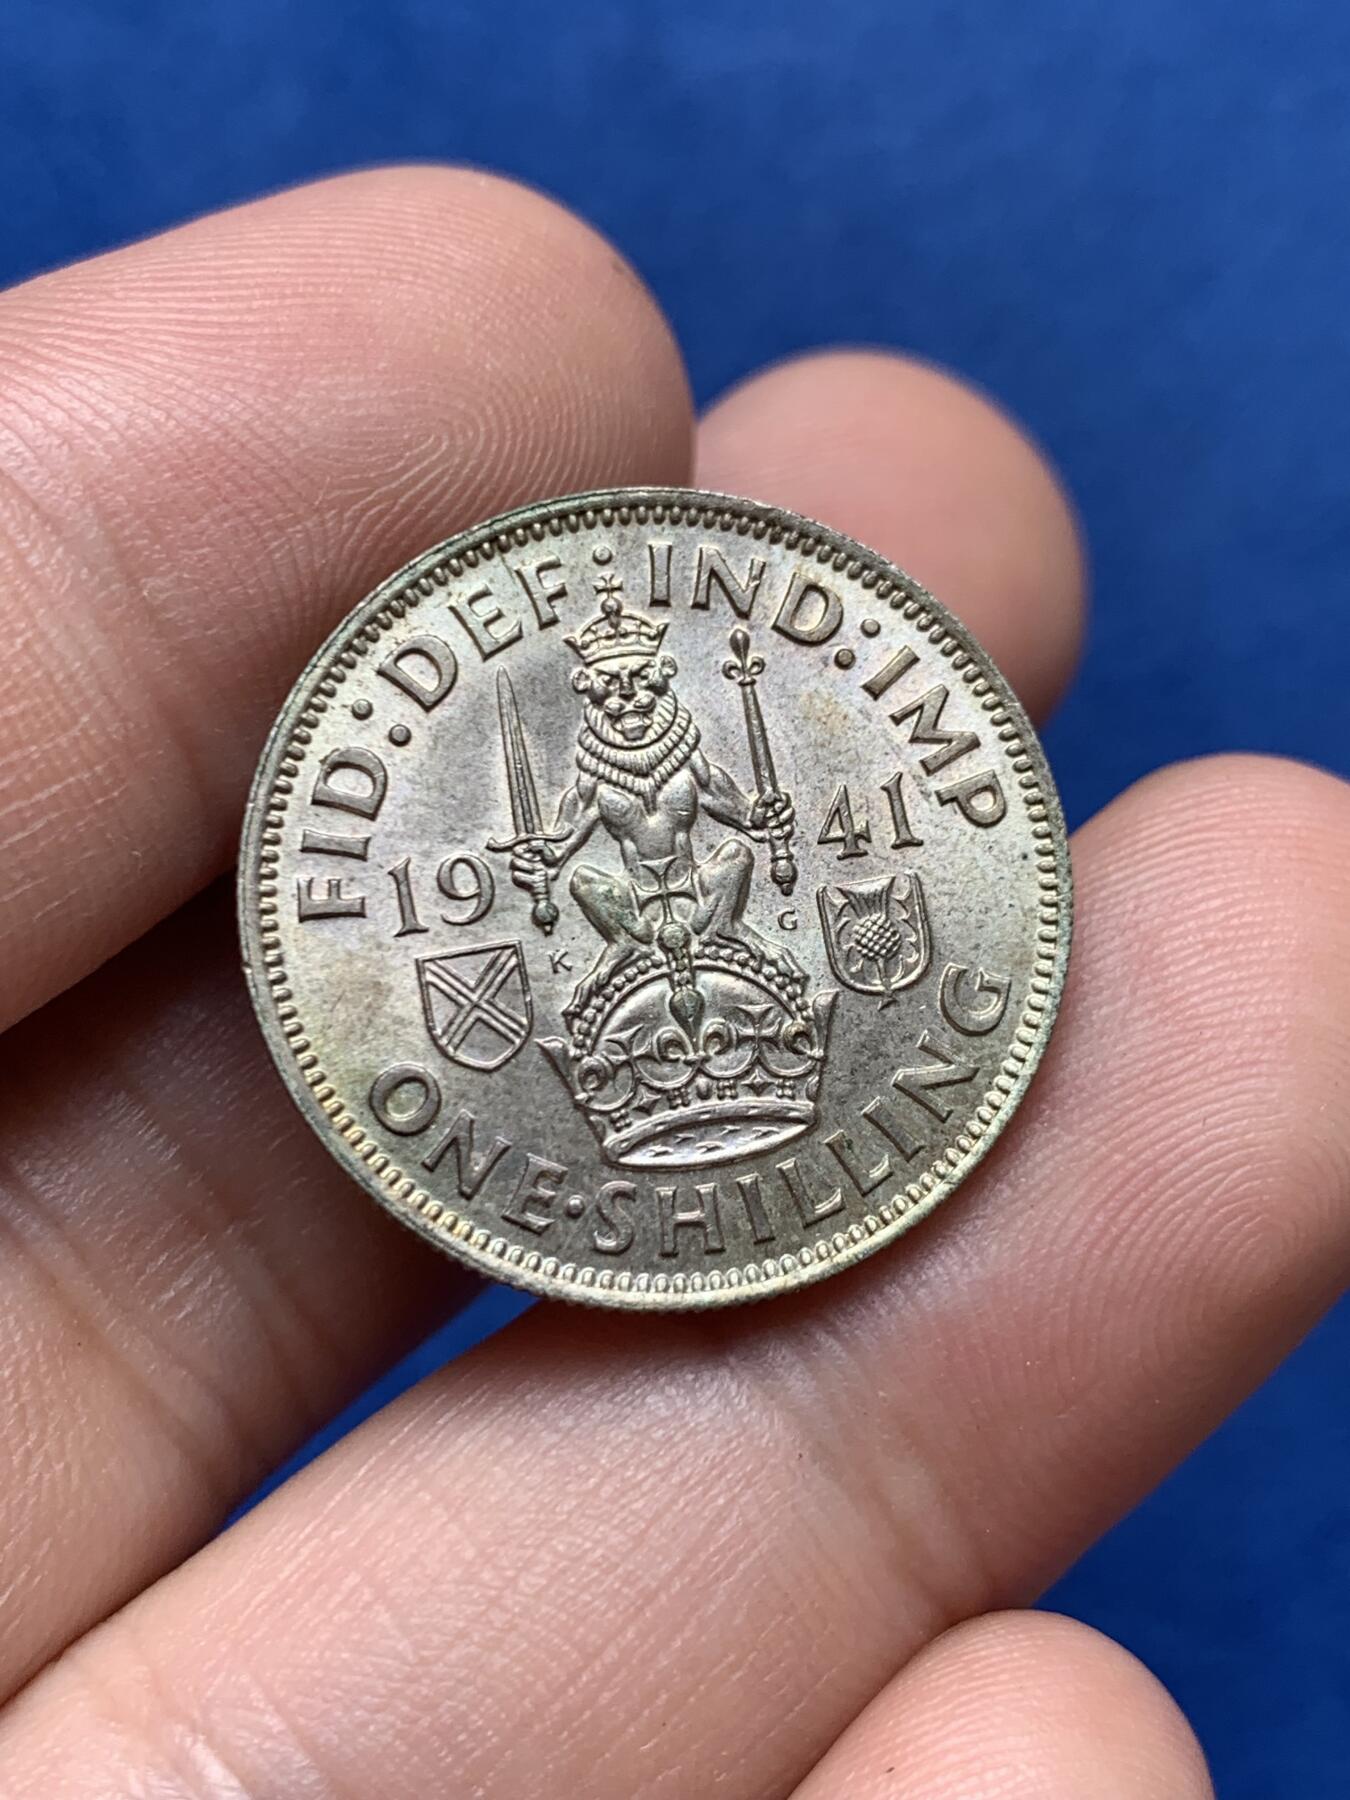 FID:DEF:IND:IMP
19 41
K G
ONE·SHILLING